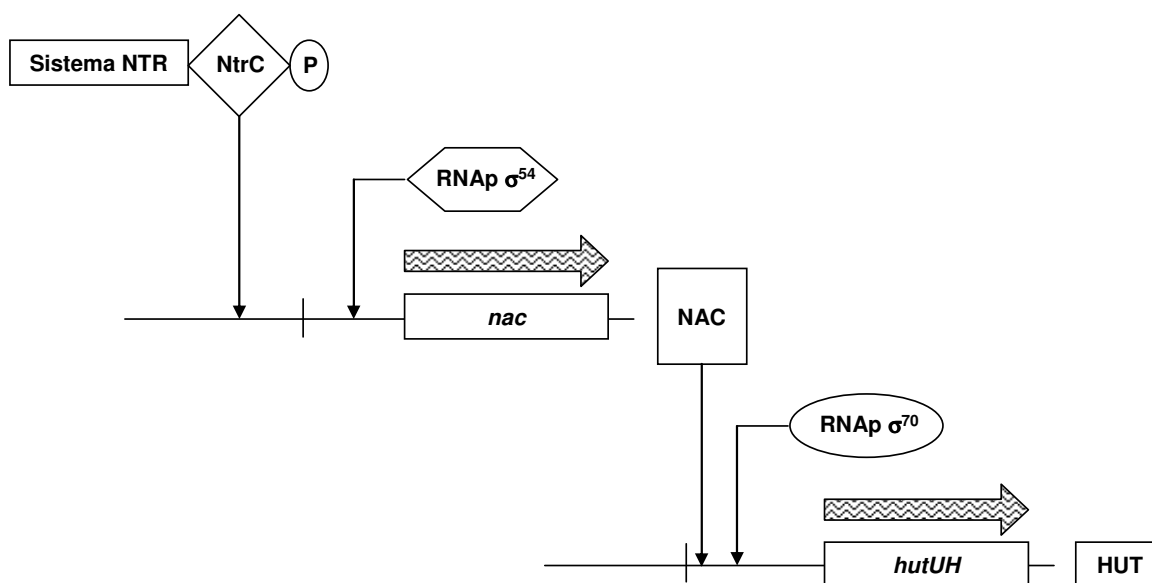 Sistema NTR
NtrC
P
RNAp σ⁵⁴
nac
NAC
RNAp σ⁷⁰
hutUH
HUT